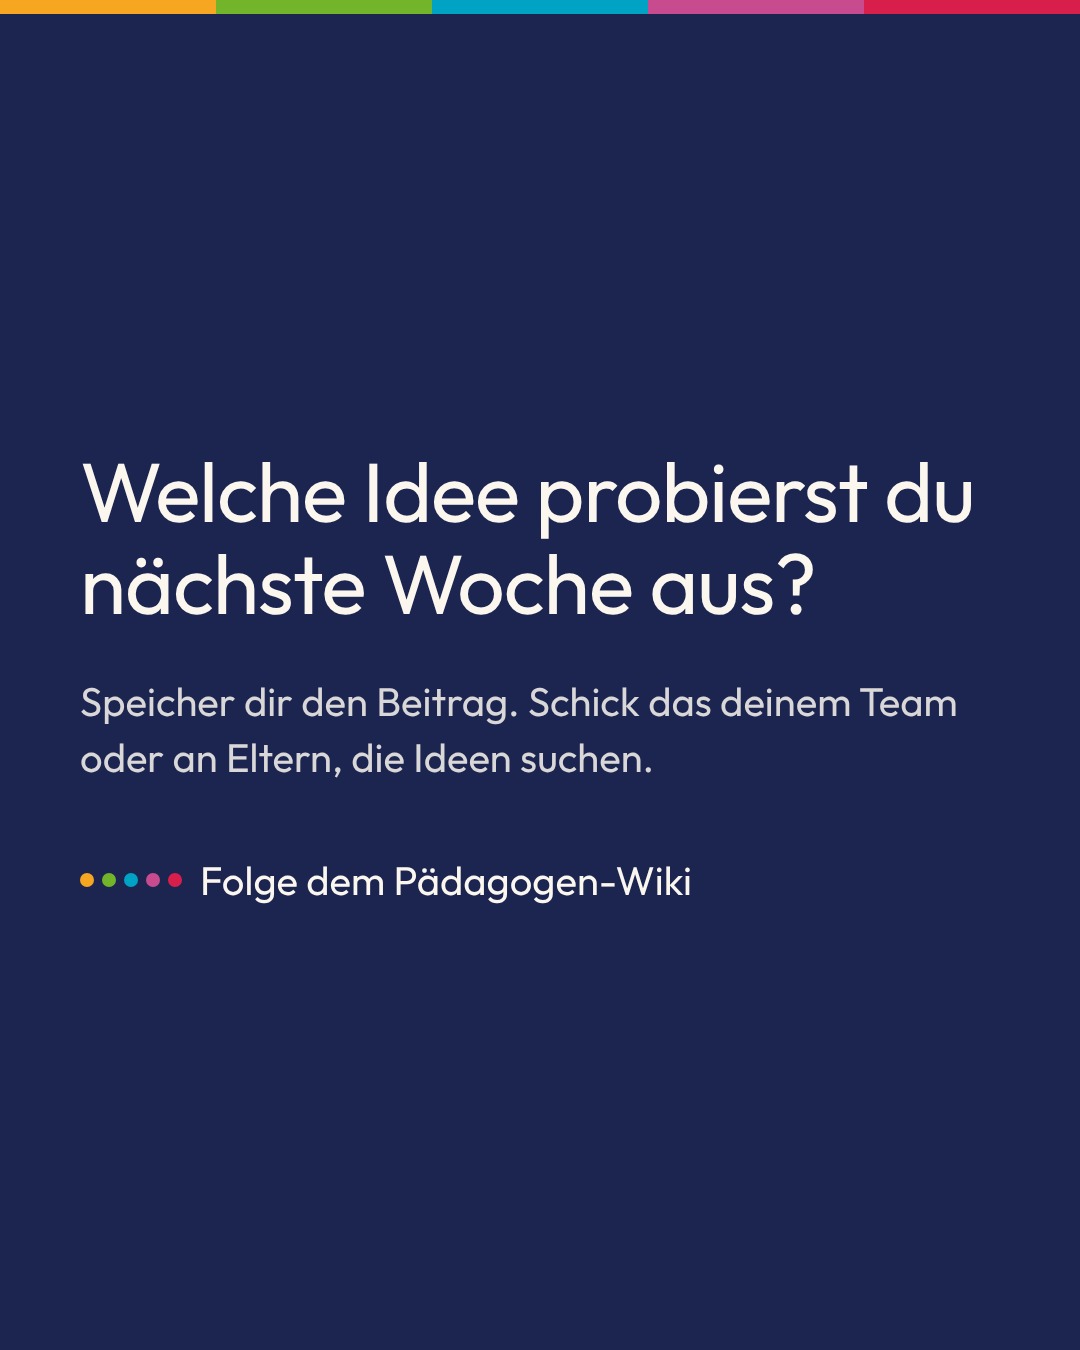 Welche Idee probierst du
nächste Woche aus?
Speicher dir den Beitrag. Schick das deinem Team
oder an Eltern, die Ideen suchen.
Folge dem Pädagogen-Wiki